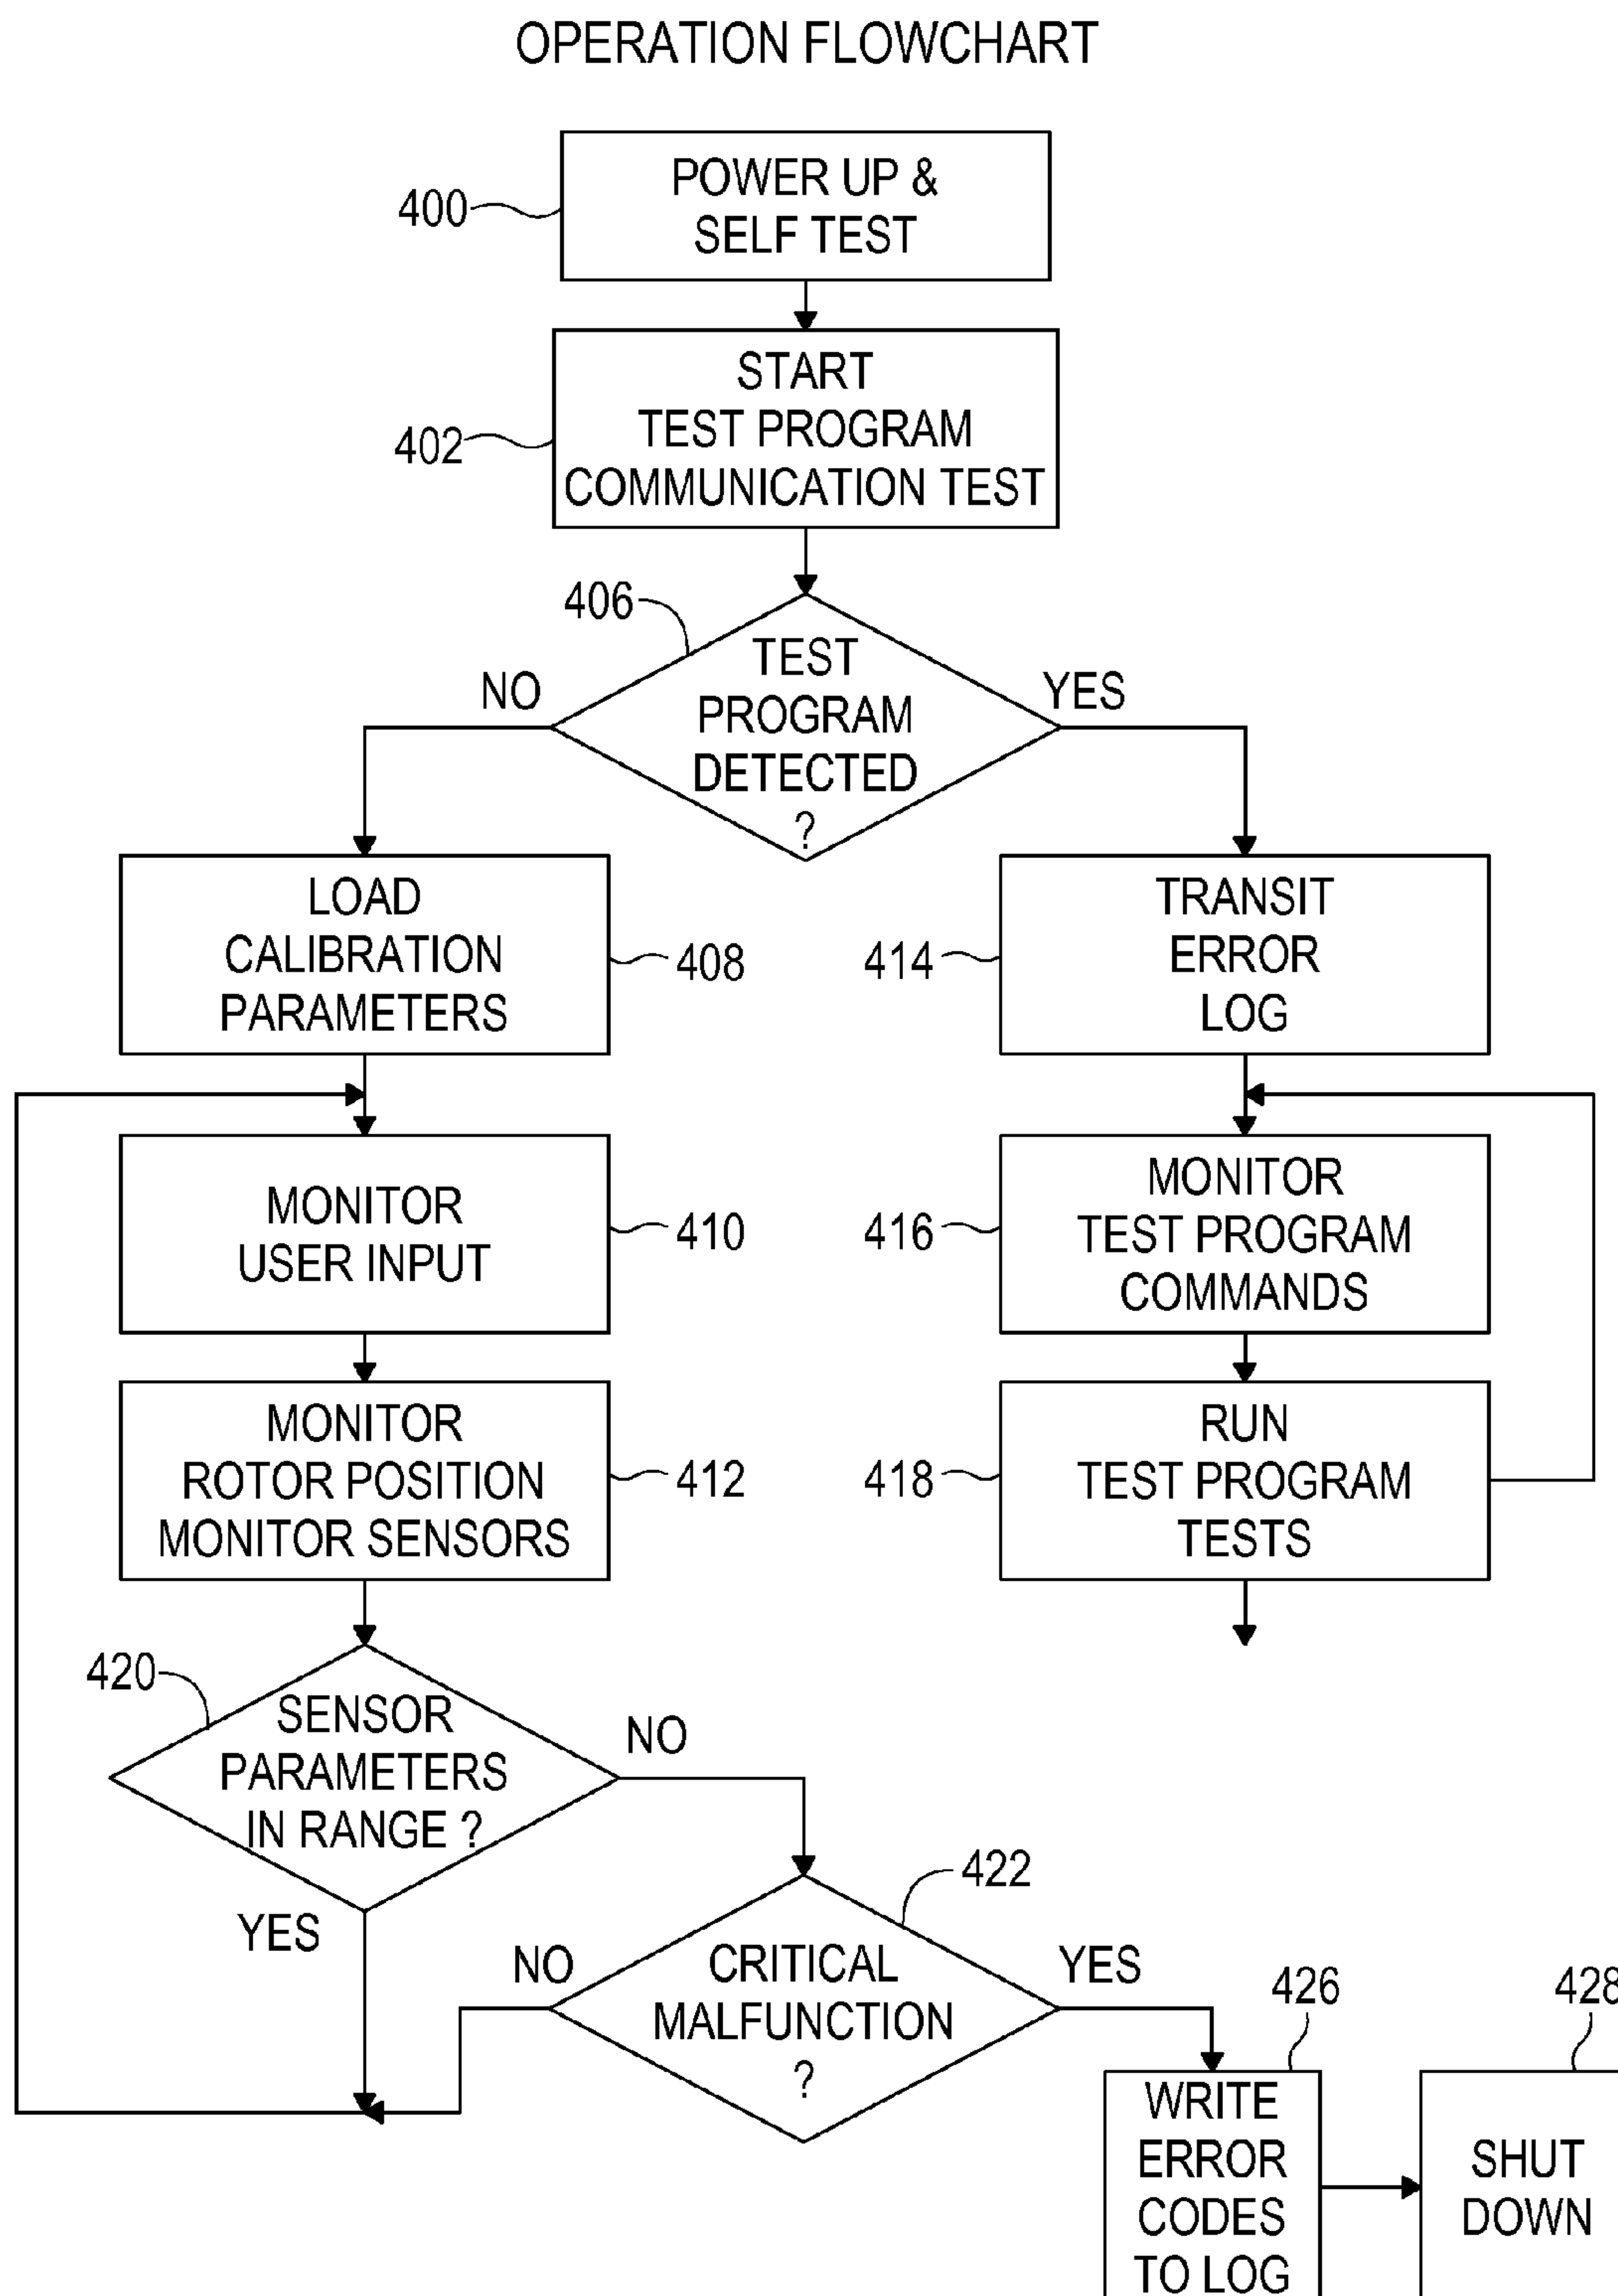 OPERATION FLOWCHART
400
POWER UP &
SELF TEST
402
START
TEST PROGRAM
COMMUNICATION TEST
406
TEST
PROGRAM
DETECTED
?
NO
YES
LOAD
CALIBRATION
PARAMETERS
408
414
TRANSIT
ERROR
LOG
MONITOR
USER INPUT
410
416
MONITOR
TEST PROGRAM
COMMANDS
MONITOR
ROTOR POSITION
MONITOR SENSORS
412
418
RUN
TEST PROGRAM
TESTS
420
SENSOR
PARAMETERS
IN RANGE ?
NO
YES
422
CRITICAL
MALFUNCTION
?
NO
YES
426
WRITE
ERROR
CODES
TO LOG
428
SHUT
DOWN